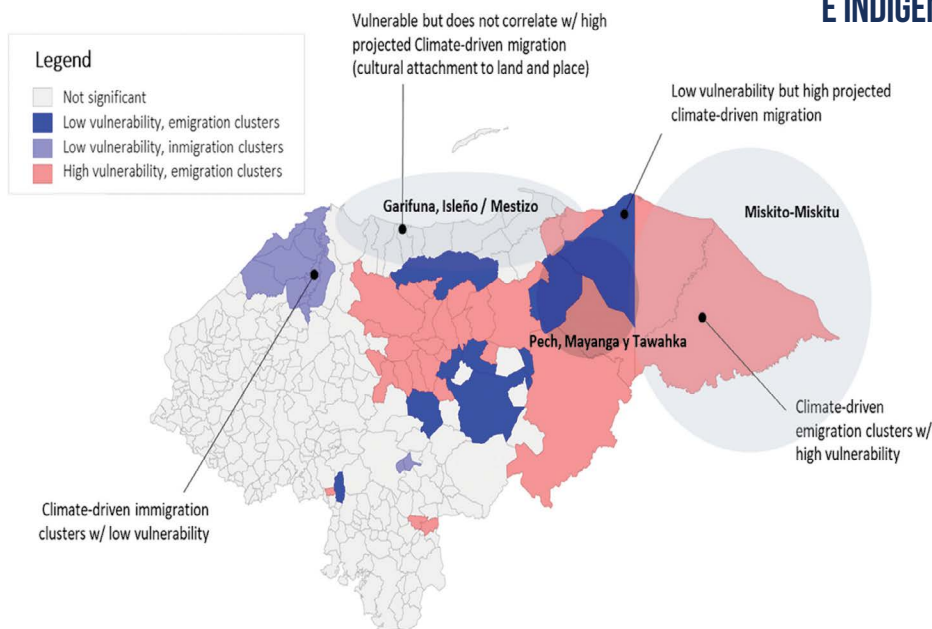 Vulnerable but does not correlate w/ high
projected Climate-driven migration
(cultural attachment to land and place)
Legend
Not significant
Low vulnerability, emigration clusters
Low vulnerability, inmigration clusters
High vulnerability, emigration clusters
Low vulnerability but high projected
climate-driven migration
Garifuna, Isleño / Mestizo
Miskito-Miskitu
Pech, Mayanga y Tawahka
Climate-driven
emigration clusters w/
high vulnerability
Climate-driven immigration
clusters w/ low vulnerability